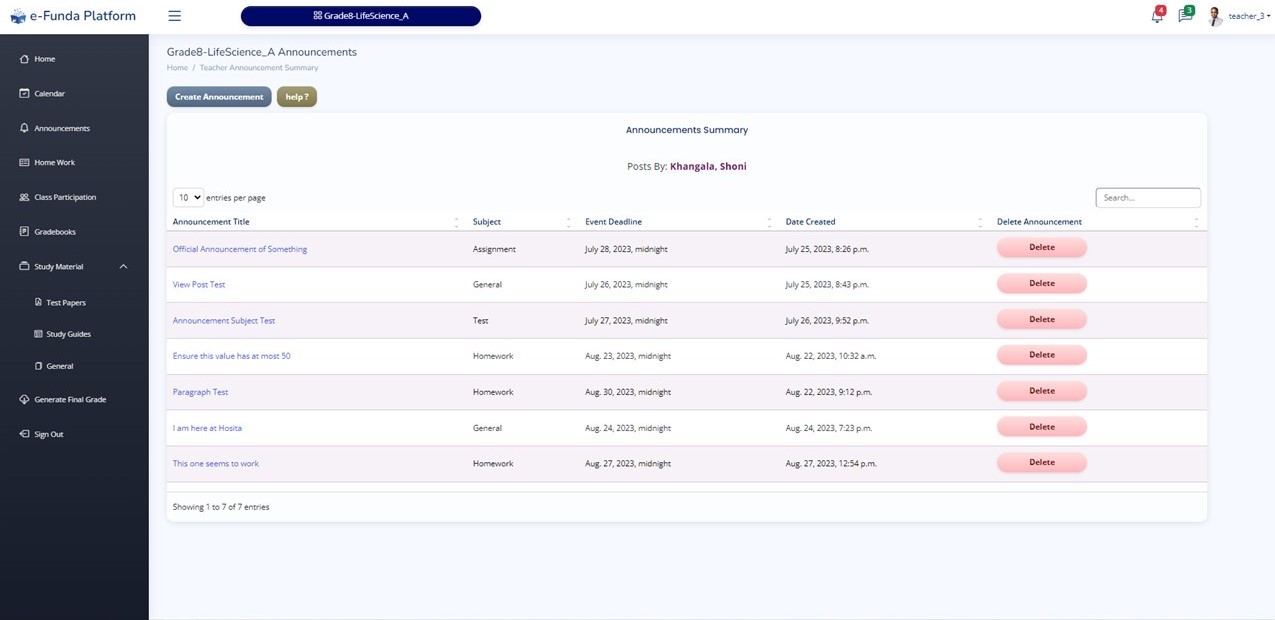 e-Funda Platform
Grade8-LifeScience_A
4
3
teacher_3
Home
Calendar
Announcements
Home Work
Class Participation
Gradebooks
Study Material
Test Papers
Study Guides
General
Generate Final Grade
Sign Out
Grade8-LifeScience_A Announcements
Home / Teacher Announcement Summary
Create Announcement help ?
Announcements Summary
Posts By: Khangala, Shoni
10 entries per page Search...
Announcement Title Subject Event Deadline Date Created Delete Announcement
Official Announcement of Something Assignment July 28, 2023, midnight July 25, 2023, 8:26 p.m. Delete
View Post Test General July 26, 2023, midnight July 25, 2023, 8:43 p.m. Delete
Announcement Subject Test Test July 27, 2023, midnight July 26, 2023, 9:52 p.m. Delete
Ensure this value has at most 50 Homework Aug. 23, 2023, midnight Aug. 22, 2023, 10:32 a.m. Delete
Paragraph Test Homework Aug. 30, 2023, midnight Aug. 22, 2023, 9:12 p.m. Delete
I am here at Hosita General Aug. 24, 2023, midnight Aug. 24, 2023, 7:23 p.m. Delete
This one seems to work Homework Aug. 27, 2023, midnight Aug. 27, 2023, 12:54 p.m. Delete
Showing 1 to 7 of 7 entries